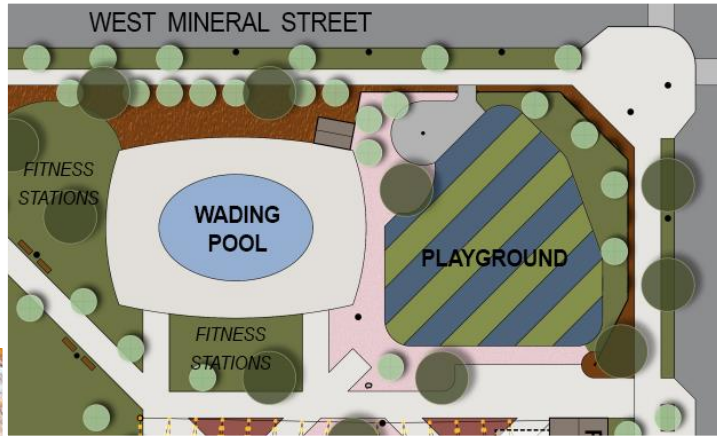 WEST MINERAL STREET
FITNESS
STATIONS
WADING
POOL
PLAYGROUND
FITNESS
STATIONS